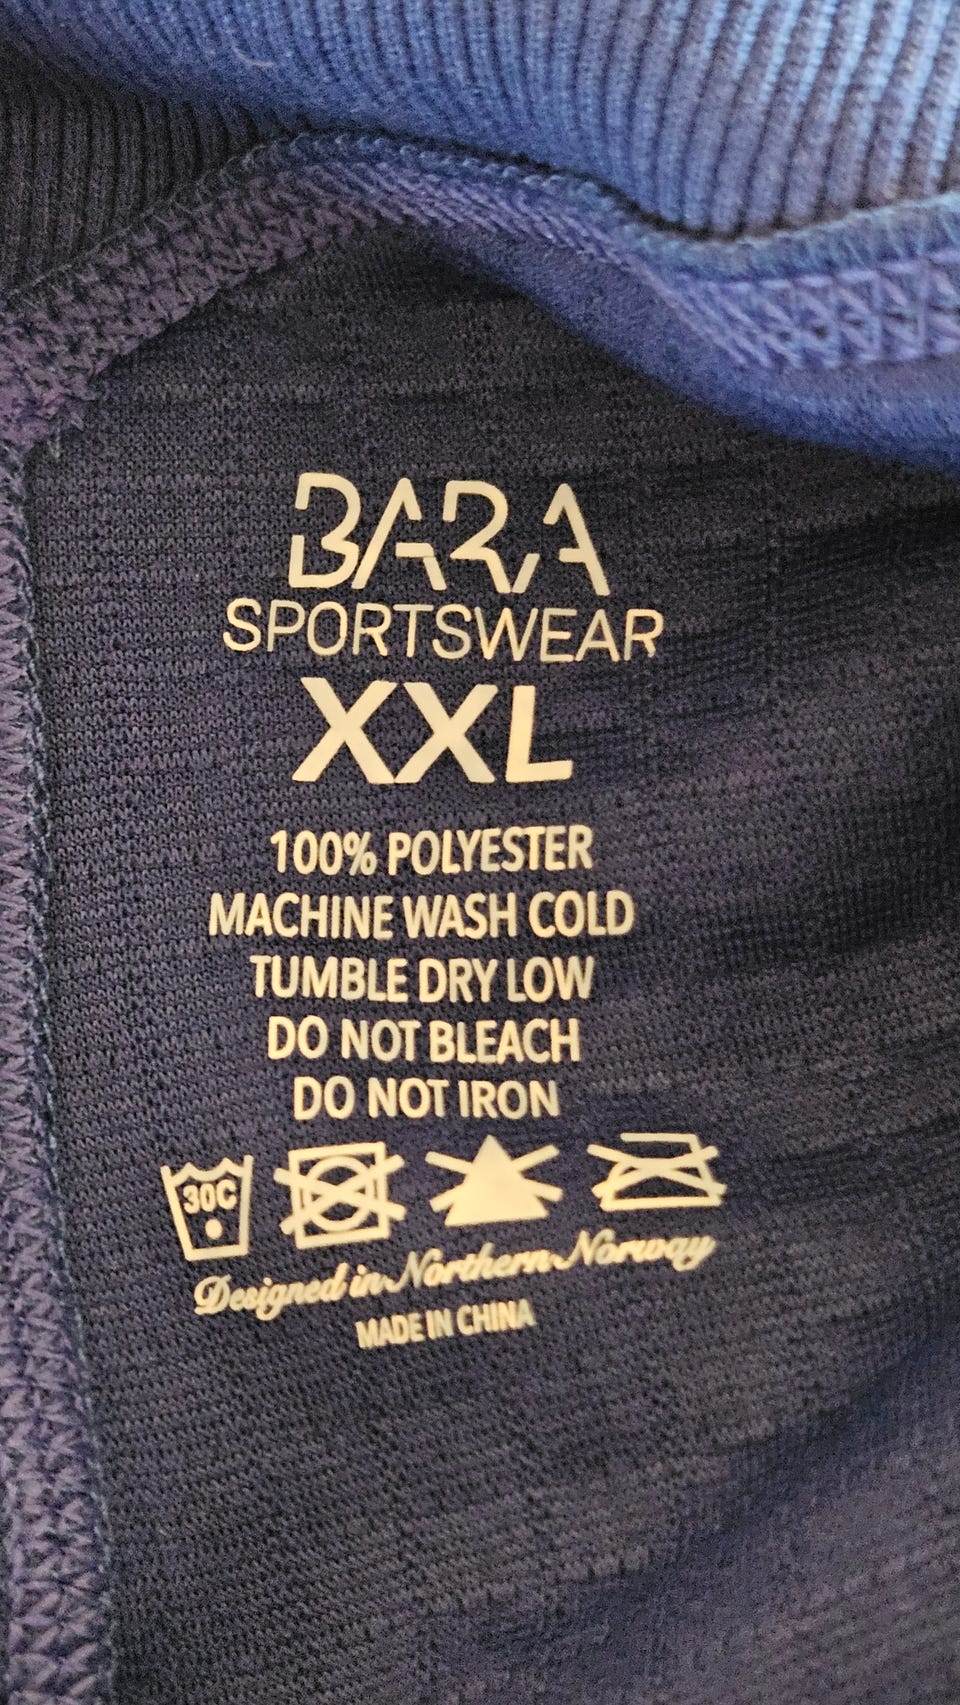 BARA
SPORTSWEAR
XXL
100% POLYESTER
MACHINE WASH COLD
TUMBLE DRY LOW
DO NOT BLEACH
DO NOT IRON
30C
Designed in Northern Norway
MADE IN CHINA